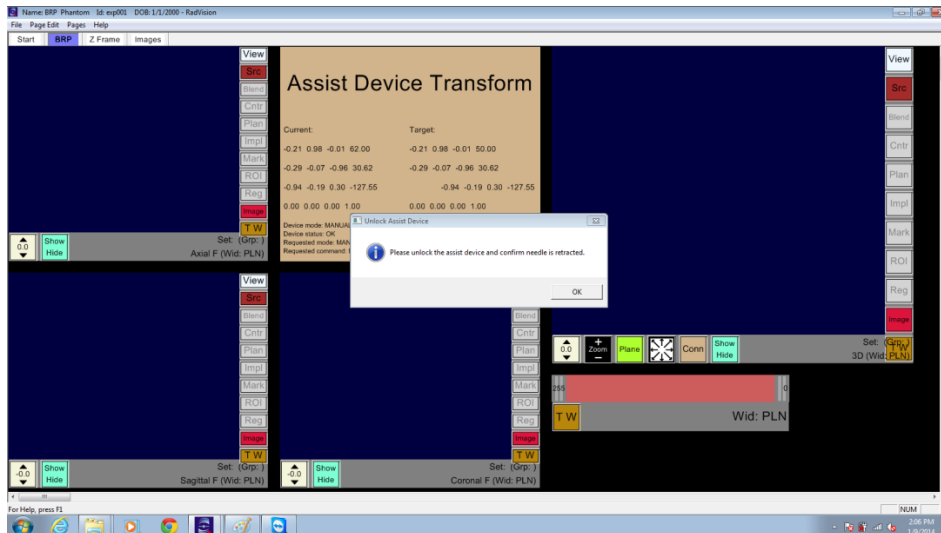 Name: BRP Phantom Id: exp001 DOB: 1/1/2000 - RadVision
File Page Edit Pages Help
Start BRP Z Frame Images
View
Src
Blend
Cntr
Plan
Impl
Mark
ROI
Reg
Image
T W
0.0
Show
Hide
Set: (Grp: )
Axial F (Wid: PLN)
Assist Device Transform
Current: Target:
-0.21 0.98 -0.01 62.00 -0.21 0.98 -0.01 50.00
-0.29 -0.07 -0.96 30.62 -0.29 -0.07 -0.96 30.62
-0.94 -0.19 0.30 -127.55 -0.94 -0.19 0.30 -127.55
0.00 0.00 0.00 1.00 0.00 0.00 0.00 1.00
Device mode: MANUAL
Device status: OK
Requested mode: MAN
Requested command:
Unlock Assist Device
Please unlock the assist device and confirm needle is retracted.
OK
View
Src
Blend
Cntr
Plan
Impl
Mark
ROI
Reg
Image
T W
0.0
Zoom
Plane
Conn
Show
Hide
Set: (Grp: )
3D (Wid: PLN)
255
0
T W
Wid: PLN
View
Src
Blend
Cntr
Plan
Impl
Mark
ROI
Reg
Image
T W
-0.0
Show
Hide
Set: (Grp: )
Sagittal F (Wid: PLN)
Blend
Cntr
Plan
Impl
Mark
ROI
Reg
Image
T W
-0.0
Show
Hide
Set: (Grp: )
Coronal F (Wid: PLN)
For Help, press F1
NUM
2:06 PM
1/9/2014